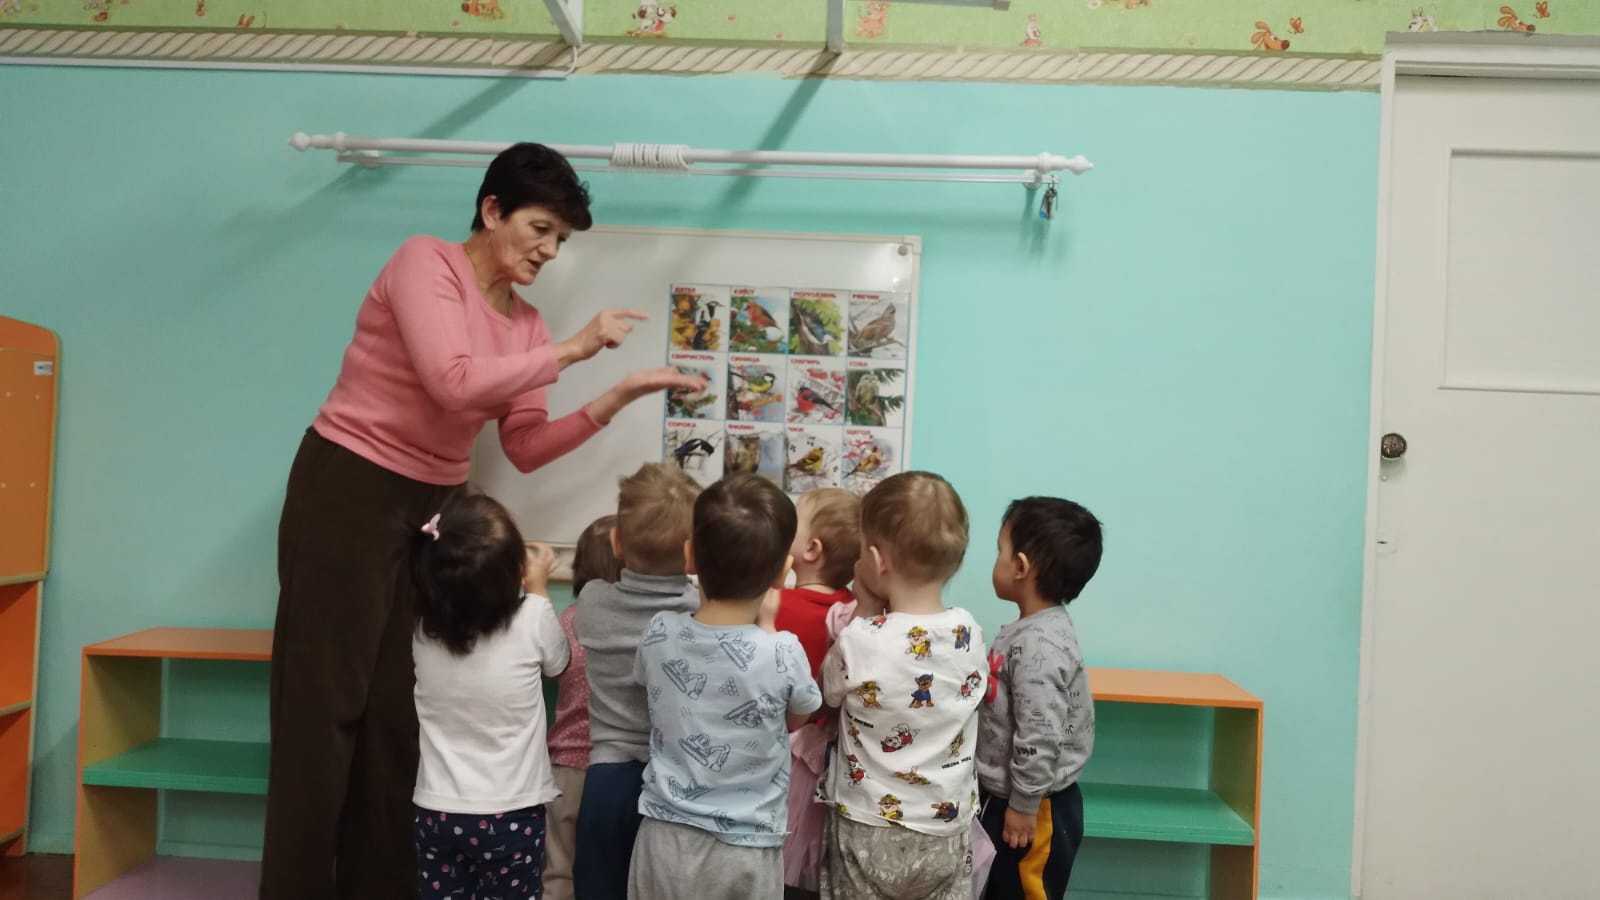 ДЯТЕЛ КЛЁСТ ПОПОЛЗЕНЬ РЯБЧИК
СВИРИСТЕЛЬ СИНИЦА СНЕГИРЬ СОВА
СОРОКА ФИЛИН ЧИЖ ЩЕГОЛ